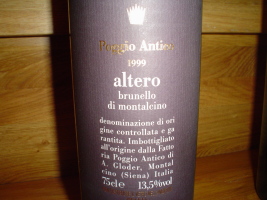 Poggio Antico
1999
altero
brunello
di montalcino
denominazione di ori
gine controllata e ga
rantita. Imbottigliato
all'origine dalla Fatto
ria Poggio Antico di
A. Gloder, Montal
cino (Siena) Italia
75cl e 13,5%vol